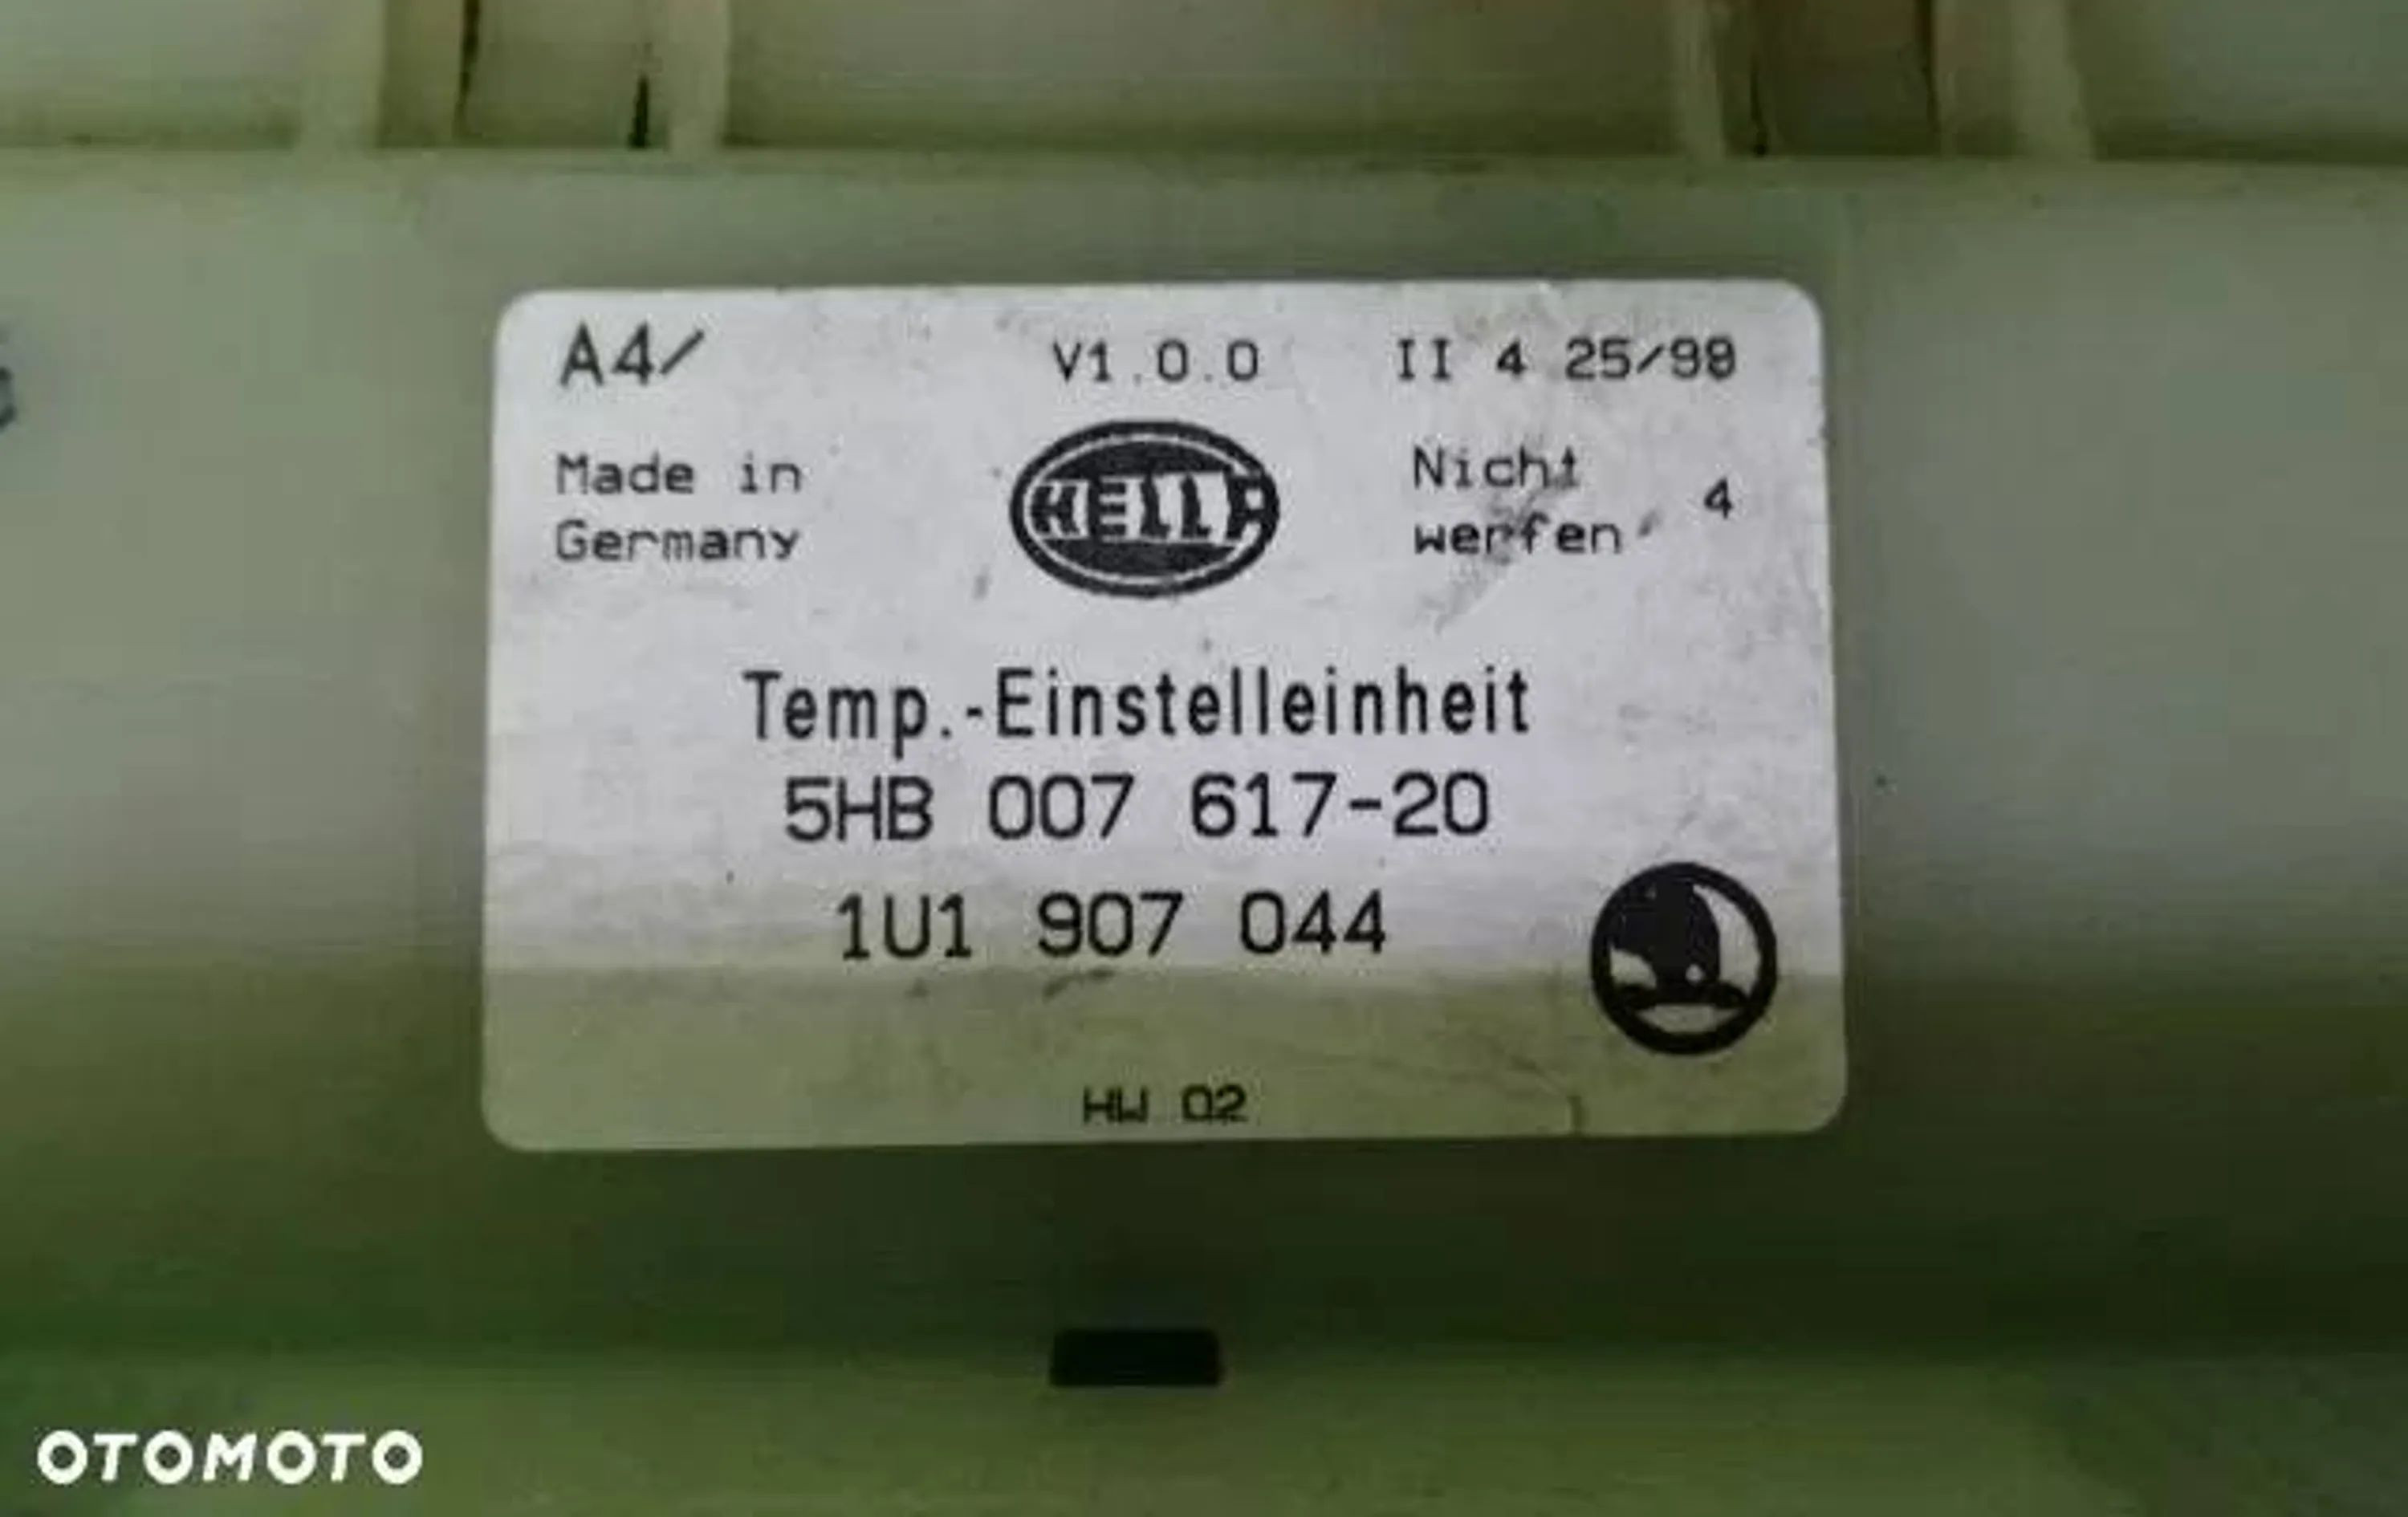 A4/ V1.0.0 II 4 25/98
Made in
Germany
HELLA
Nicht
werfen 4
Temp.-Einstelleinheit
5HB 007 617-20
1U1 907 044
HW 02
OTOMOTO